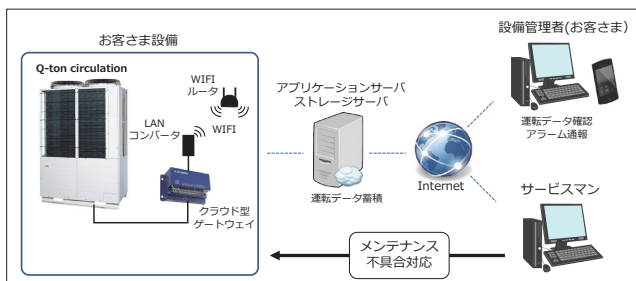 お客さま設備
Q-ton circulation
WIFI
ルータ
LAN
コンバータ
WIFI
クラウド型
ゲートウェイ
アプリケーションサーバ
ストレージサーバ
運転データ蓄積
Internet
設備管理者(お客さま)
運転データ確認
アラーム通報
サービスマン
メンテナンス
不具合対応